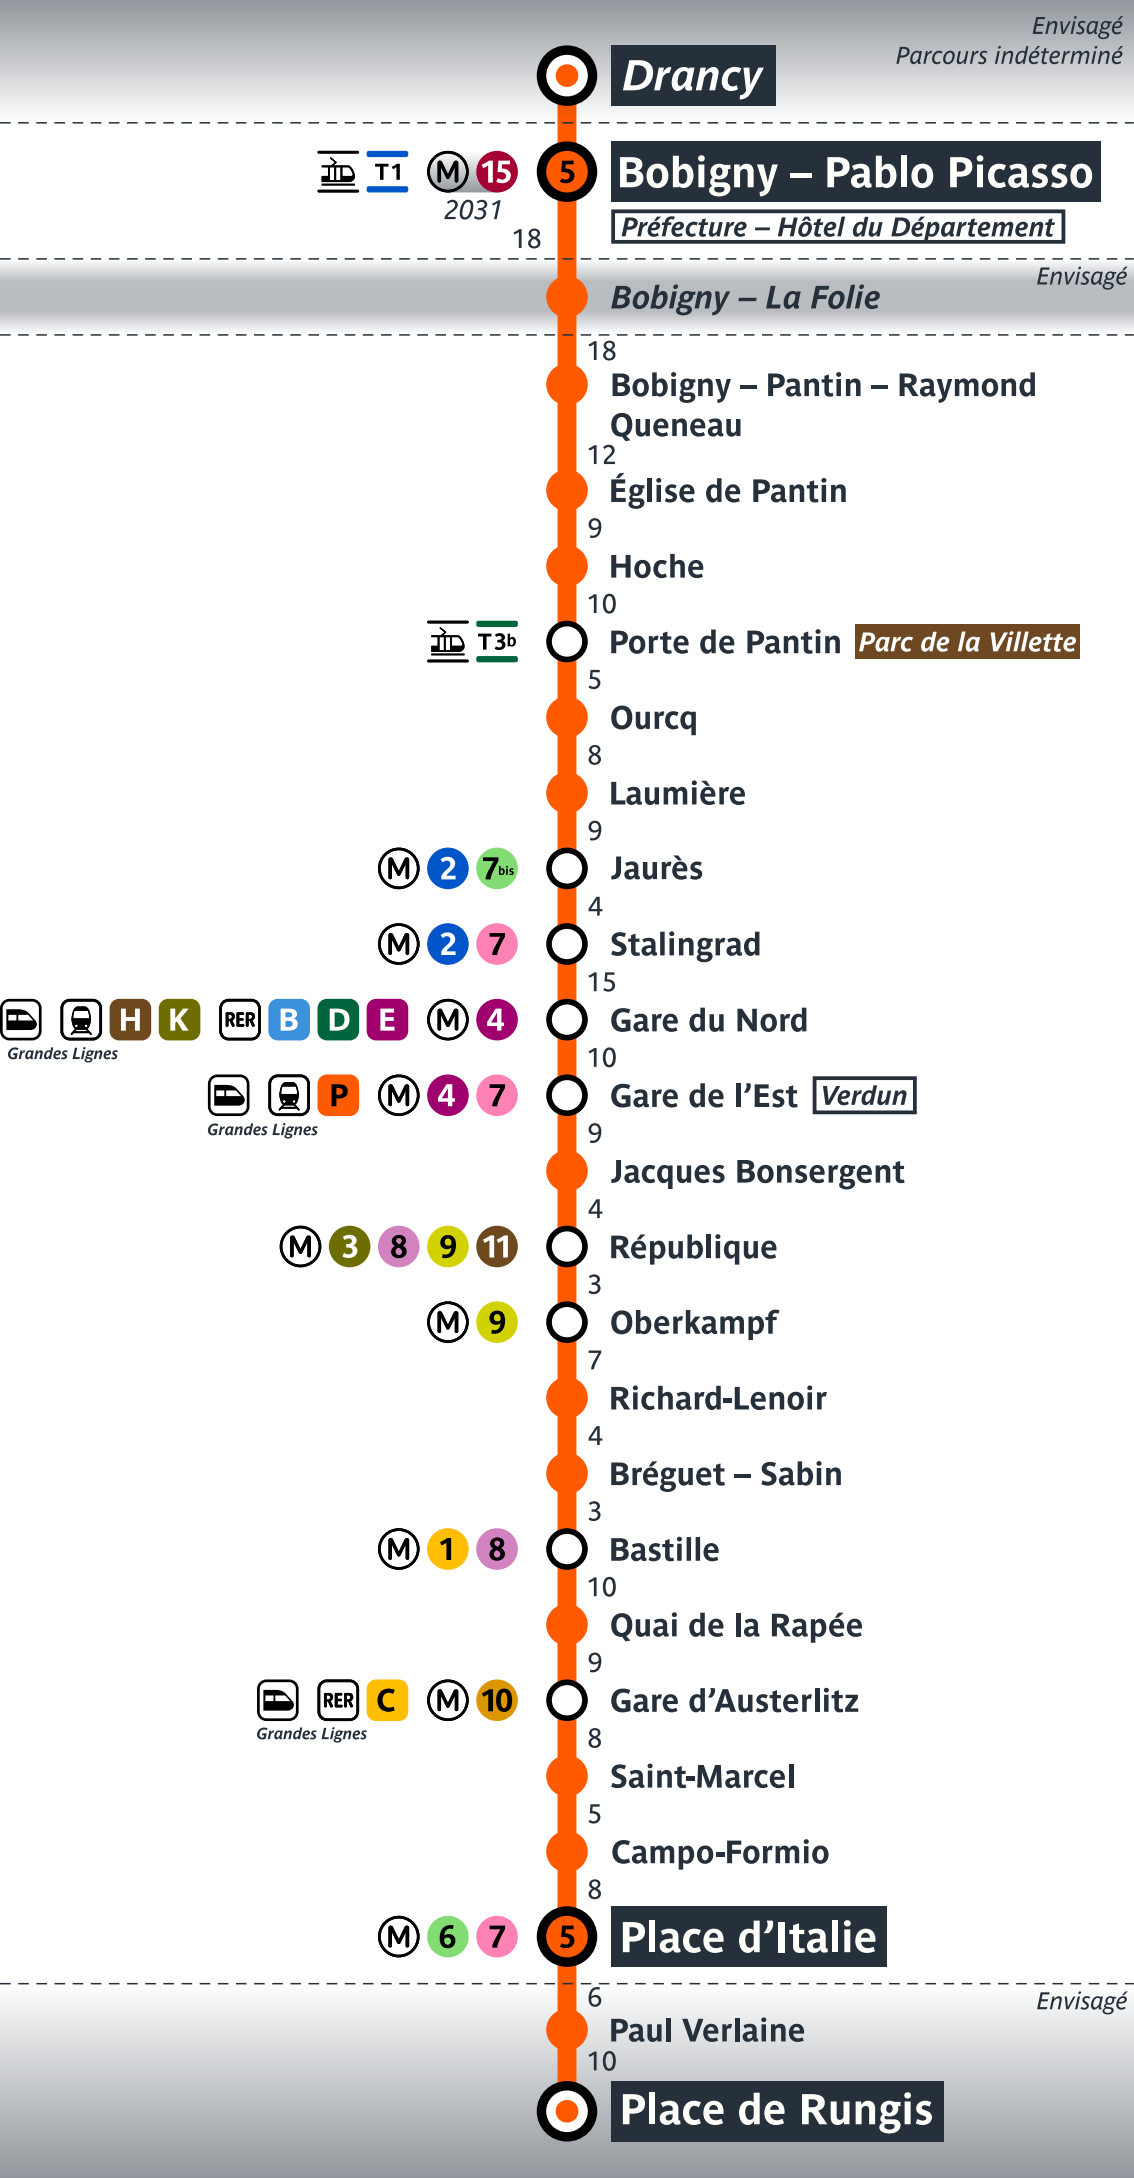 Envisagé
Parcours indéterminé
Drancy
T1 M 15 5 Bobigny – Pablo Picasso
2031
Préfecture – Hôtel du Département
18
Envisagé
Bobigny – La Folie
18
Bobigny – Pantin – Raymond
Queneau
12
Église de Pantin
9
Hoche
10
T3b Porte de Pantin Parc de la Villette
5
Ourcq
8
Laumière
9
M 2 7bis Jaurès
4
M 2 7 Stalingrad
15
H K RER B D E M 4 Gare du Nord
Grandes Lignes
10
P M 4 7 Gare de l’Est Verdun
Grandes Lignes
9
Jacques Bonsergent
4
M 3 8 9 11 République
3
M 9 Oberkampf
7
Richard-Lenoir
4
Bréguet – Sabin
3
M 1 8 Bastille
10
Quai de la Rapée
9
RER C M 10 Gare d’Austerlitz
Grandes Lignes
8
Saint-Marcel
5
Campo-Formio
8
M 6 7 5 Place d’Italie
6
Envisagé
Paul Verlaine
10
Place de Rungis